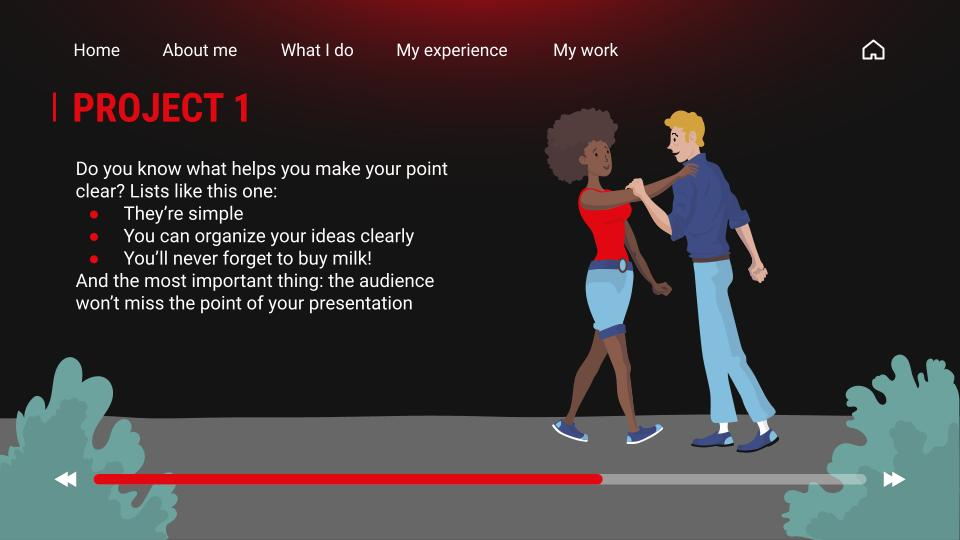 Home About me What I do My experience My work
PROJECT 1
Do you know what helps you make your point
clear? Lists like this one:
● They’re simple
● You can organize your ideas clearly
● You’ll never forget to buy milk!
And the most important thing: the audience
won’t miss the point of your presentation